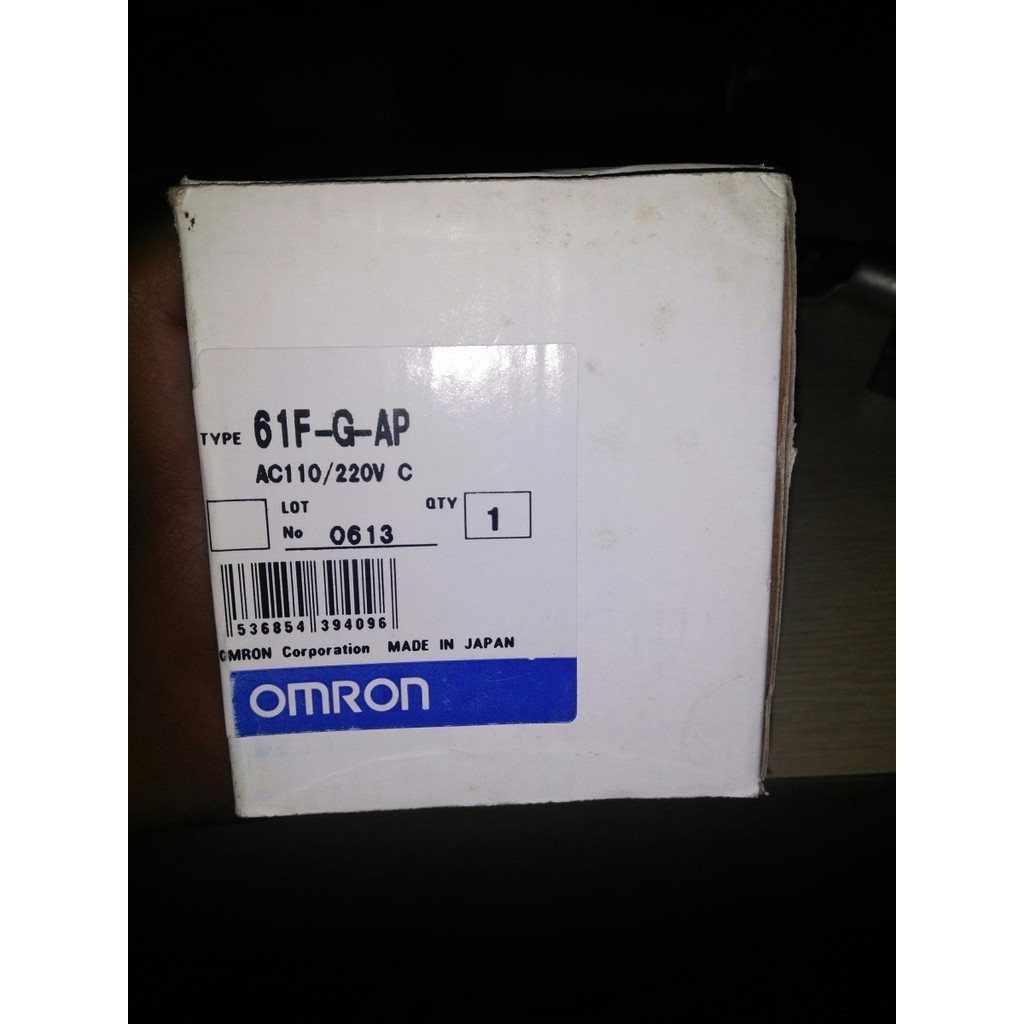 TYPE 61F-G-AP
AC110/220V C
LOT
No 0613
QTY 1
536854 394096
OMRON Corporation MADE IN JAPAN
OMRON